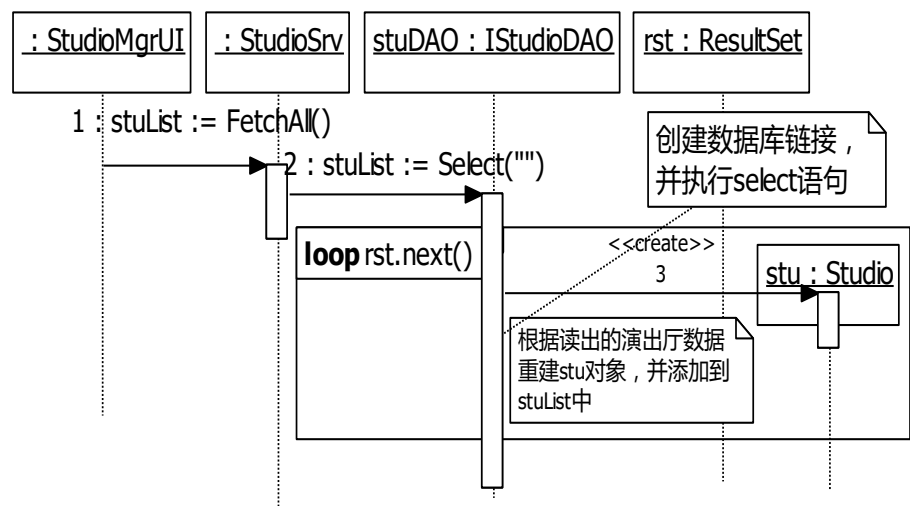 : StudioMgrUI
: StudioSrv
stuDAO : IStudioDAO
rst : ResultSet
1 : stuList := FetchAll()
创建数据库链接，
并执行select语句
2 : stuList := Select("")
loop rst.next()
<<create>>
3
stu : Studio
根据读出的演出厅数据
重建stu对象，并添加到
stuList中